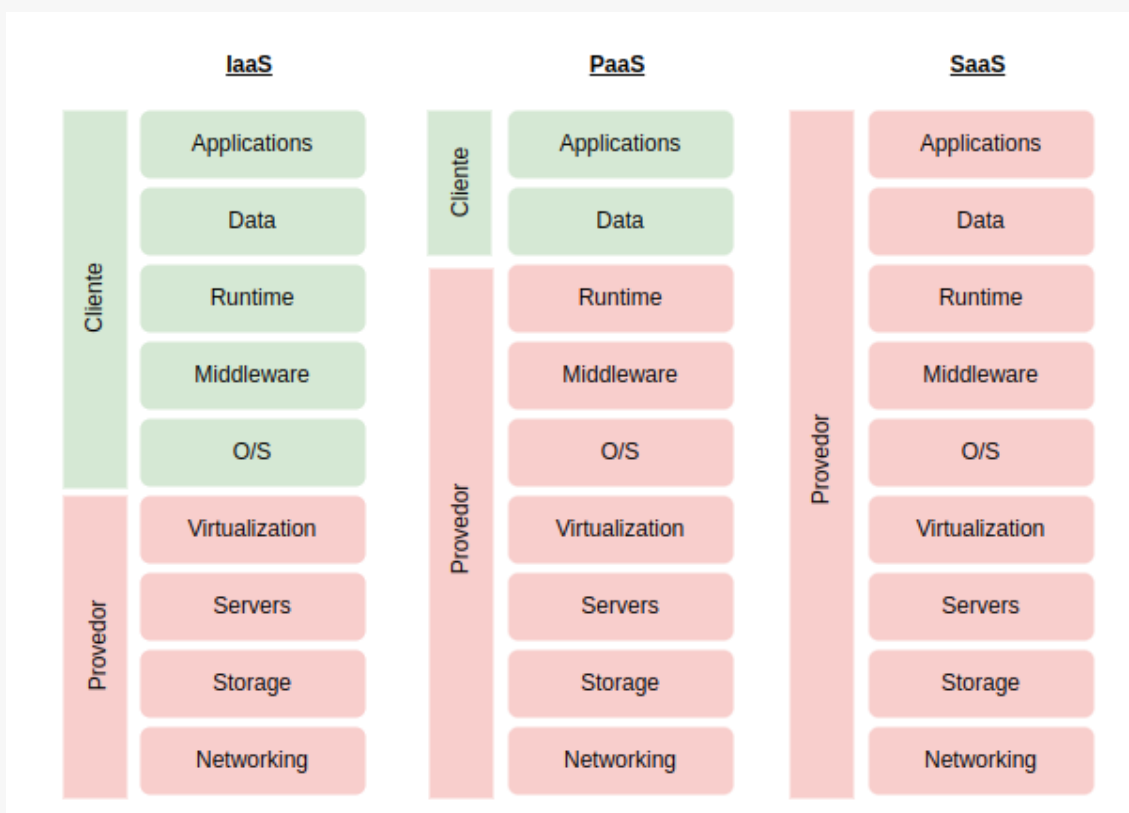 IaaS
Cliente
Applications
Data
Runtime
Middleware
O/S
Provedor
Virtualization
Servers
Storage
Networking
PaaS
Cliente
Applications
Data
Provedor
Runtime
Middleware
O/S
Virtualization
Servers
Storage
Networking
SaaS
Provedor
Applications
Data
Runtime
Middleware
O/S
Virtualization
Servers
Storage
Networking